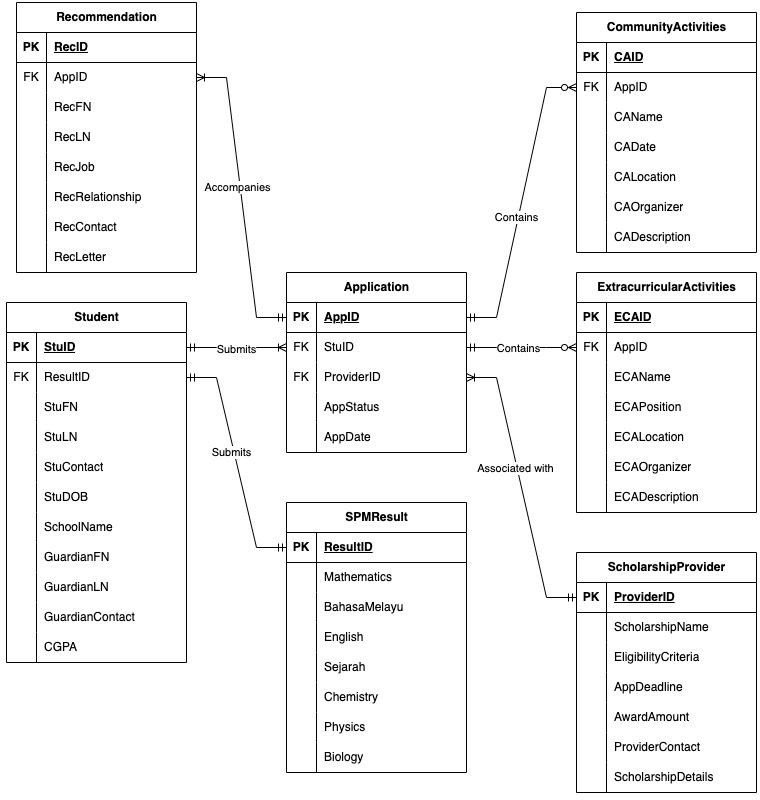 Recommendation
PK RecID
FK AppID
RecFN
RecLN
RecJob
RecRelationship
RecContact
RecLetter
CommunityActivities
PK CAID
FK AppID
CAName
CADate
CALocation
CAOrganizer
CADescription
Accompanies
Contains
Application
PK AppID
FK StuID
FK ProviderID
AppStatus
AppDate
ExtracurricularActivities
PK ECAID
FK AppID
ECAName
ECAPosition
ECALocation
ECAOrganizer
ECADescription
Student
PK StuID
FK ResultID
StuFN
StuLN
StuContact
StuDOB
SchoolName
GuardianFN
GuardianLN
GuardianContact
CGPA
Submits
Contains
Submits
Associated with
SPMResult
PK ResultID
Mathematics
BahasaMelayu
English
Sejarah
Chemistry
Physics
Biology
ScholarshipProvider
PK ProviderID
ScholarshipName
EligibilityCriteria
AppDeadline
AwardAmount
ProviderContact
ScholarshipDetails